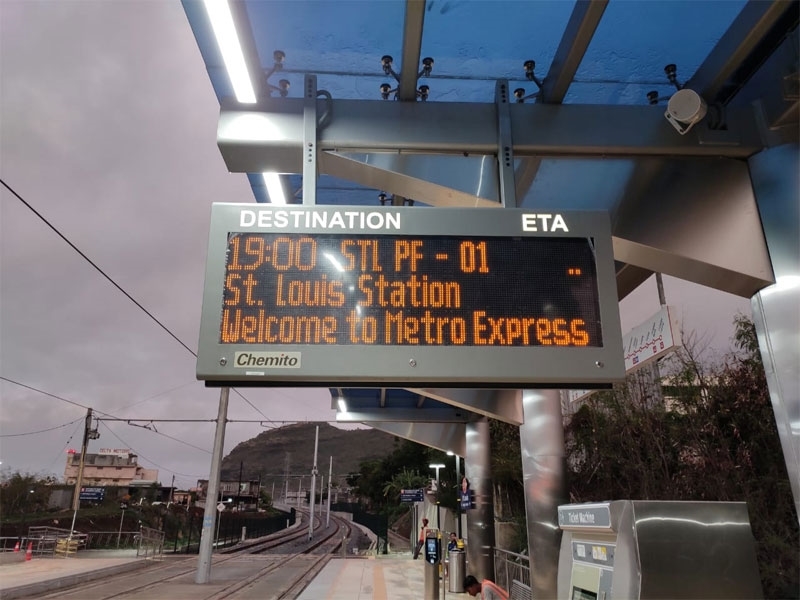 DESTINATION ETA
19:00 STL PF - 01 ..
St. Louis Station
Welcome to Metro Express
Chemito
Ticket Machine